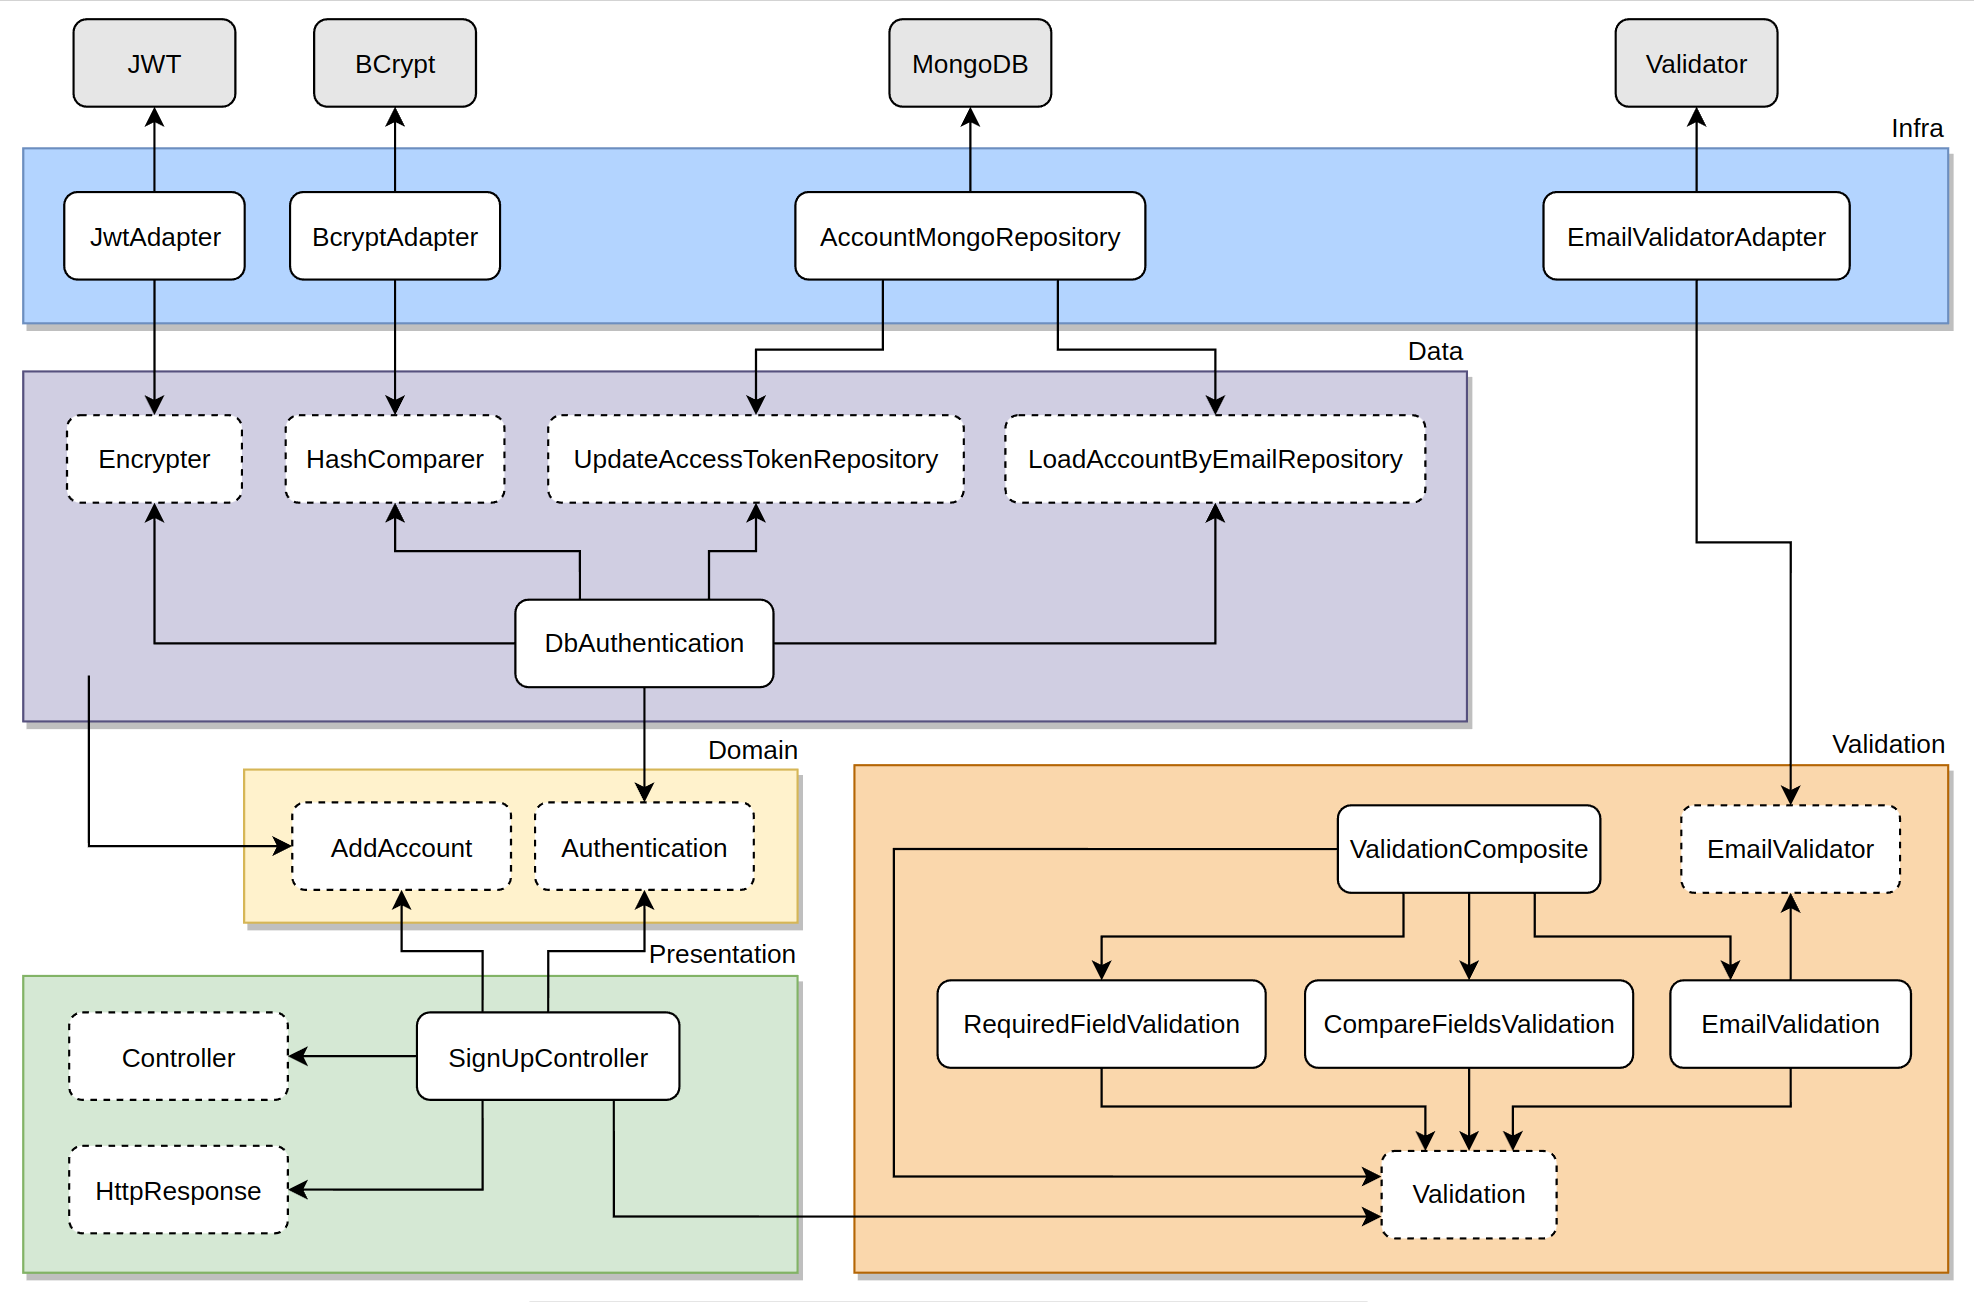 JWT
BCrypt
MongoDB
Validator
Infra
JwtAdapter
BcryptAdapter
AccountMongoRepository
EmailValidatorAdapter
Data
Encrypter
HashComparer
UpdateAccessTokenRepository
LoadAccountByEmailRepository
DbAuthentication
Domain
Validation
AddAccount
Authentication
ValidationComposite
EmailValidator
Presentation
RequiredFieldValidation
CompareFieldsValidation
EmailValidation
Controller
SignUpController
HttpResponse
Validation